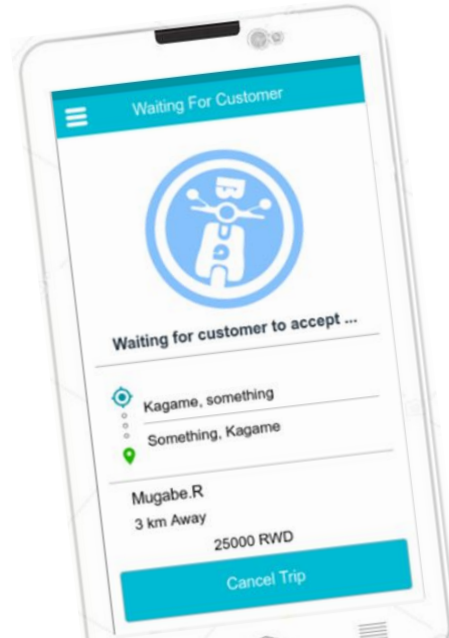 Waiting For Customer
Waiting for customer to accept ...
Kagame, something
Something, Kagame
Mugabe.R
3 km Away
25000 RWD
Cancel Trip